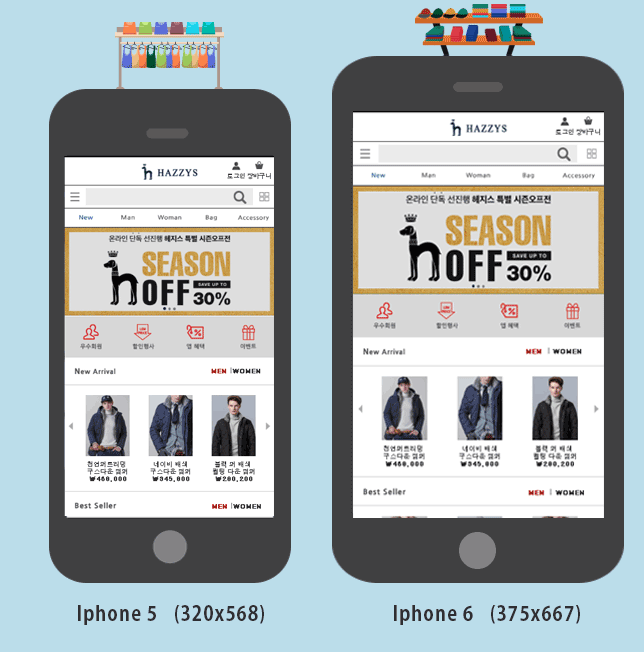 HAZZYS
로그인 장바구니
New Man Woman Bag Accessory
온라인 단독 선진행 헤지스 특별 시즌오프전
SEASON
OFF SAVE UP TO
30%
우수회원 할인행사 앱 혜택 이벤트
New Arrival MEN WOMEN
천연퍼트리밍 네이비 배색 블랙 퍼 배색
구스다운 점퍼 구스다운 점퍼 퀼팅 다운 점퍼
₩468,000 ₩345,800 ₩280,200
Best Seller MEN WOMEN
Iphone 5 (320x568)
HAZZYS
로그인 장바구니
New Man Woman Bag Accessory
온라인 단독 선진행 헤지스 특별 시즌오프전
SEASON
OFF SAVE UP TO
30%
우수회원 할인행사 앱 혜택 이벤트
New Arrival MEN WOMEN
천연퍼트리밍 네이비 배색 블랙 퍼 배색
구스다운 점퍼 구스다운 점퍼 퀼팅 다운 점퍼
₩468,000 ₩345,800 ₩280,200
Best Seller MEN WOMEN
Iphone 6 (375x667)